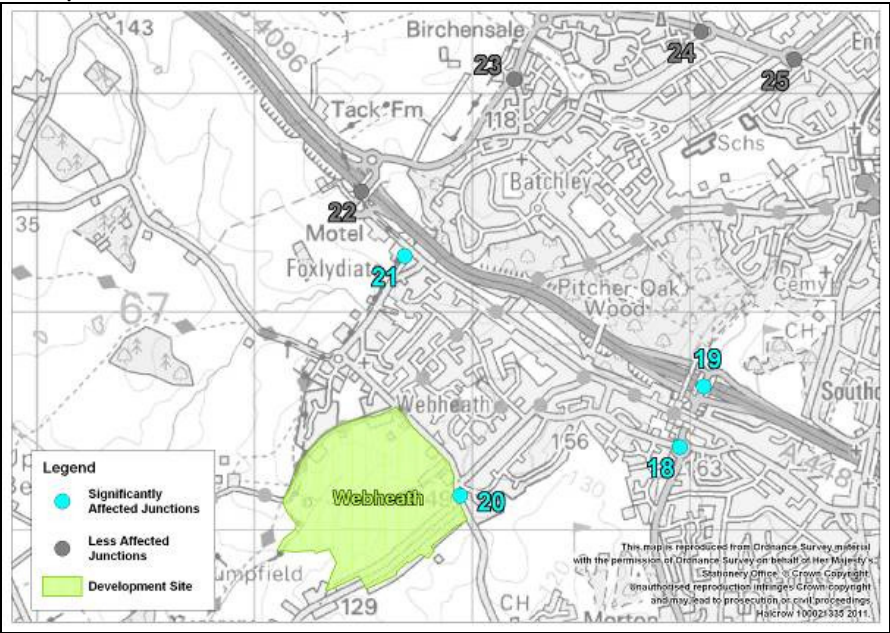 143
4096
Birchensale
23
24
25
Enf
Tack Fm
118
Schs
Batchley
22
35
Motel
Foxlydiat
21
Pitcher Oak
Wood
Cemy
67
CH
19
Southc
Webheath
156
A 448
18
163
Legend
Significantly
Affected Junctions
Less Affected
Junctions
Development Site
Webheath
20
130
120
umpfield
129
CH
This map is reproduced from Ordnance Survey material
with the permission of Ordnance Survey on behalf of Her Majesty's
Stationery Office © Crown Copyright.
Unauthorised reproduction infringes Crown copyright
and may lead to prosecution or civil proceedings.
Halcrow 100021335 2011.